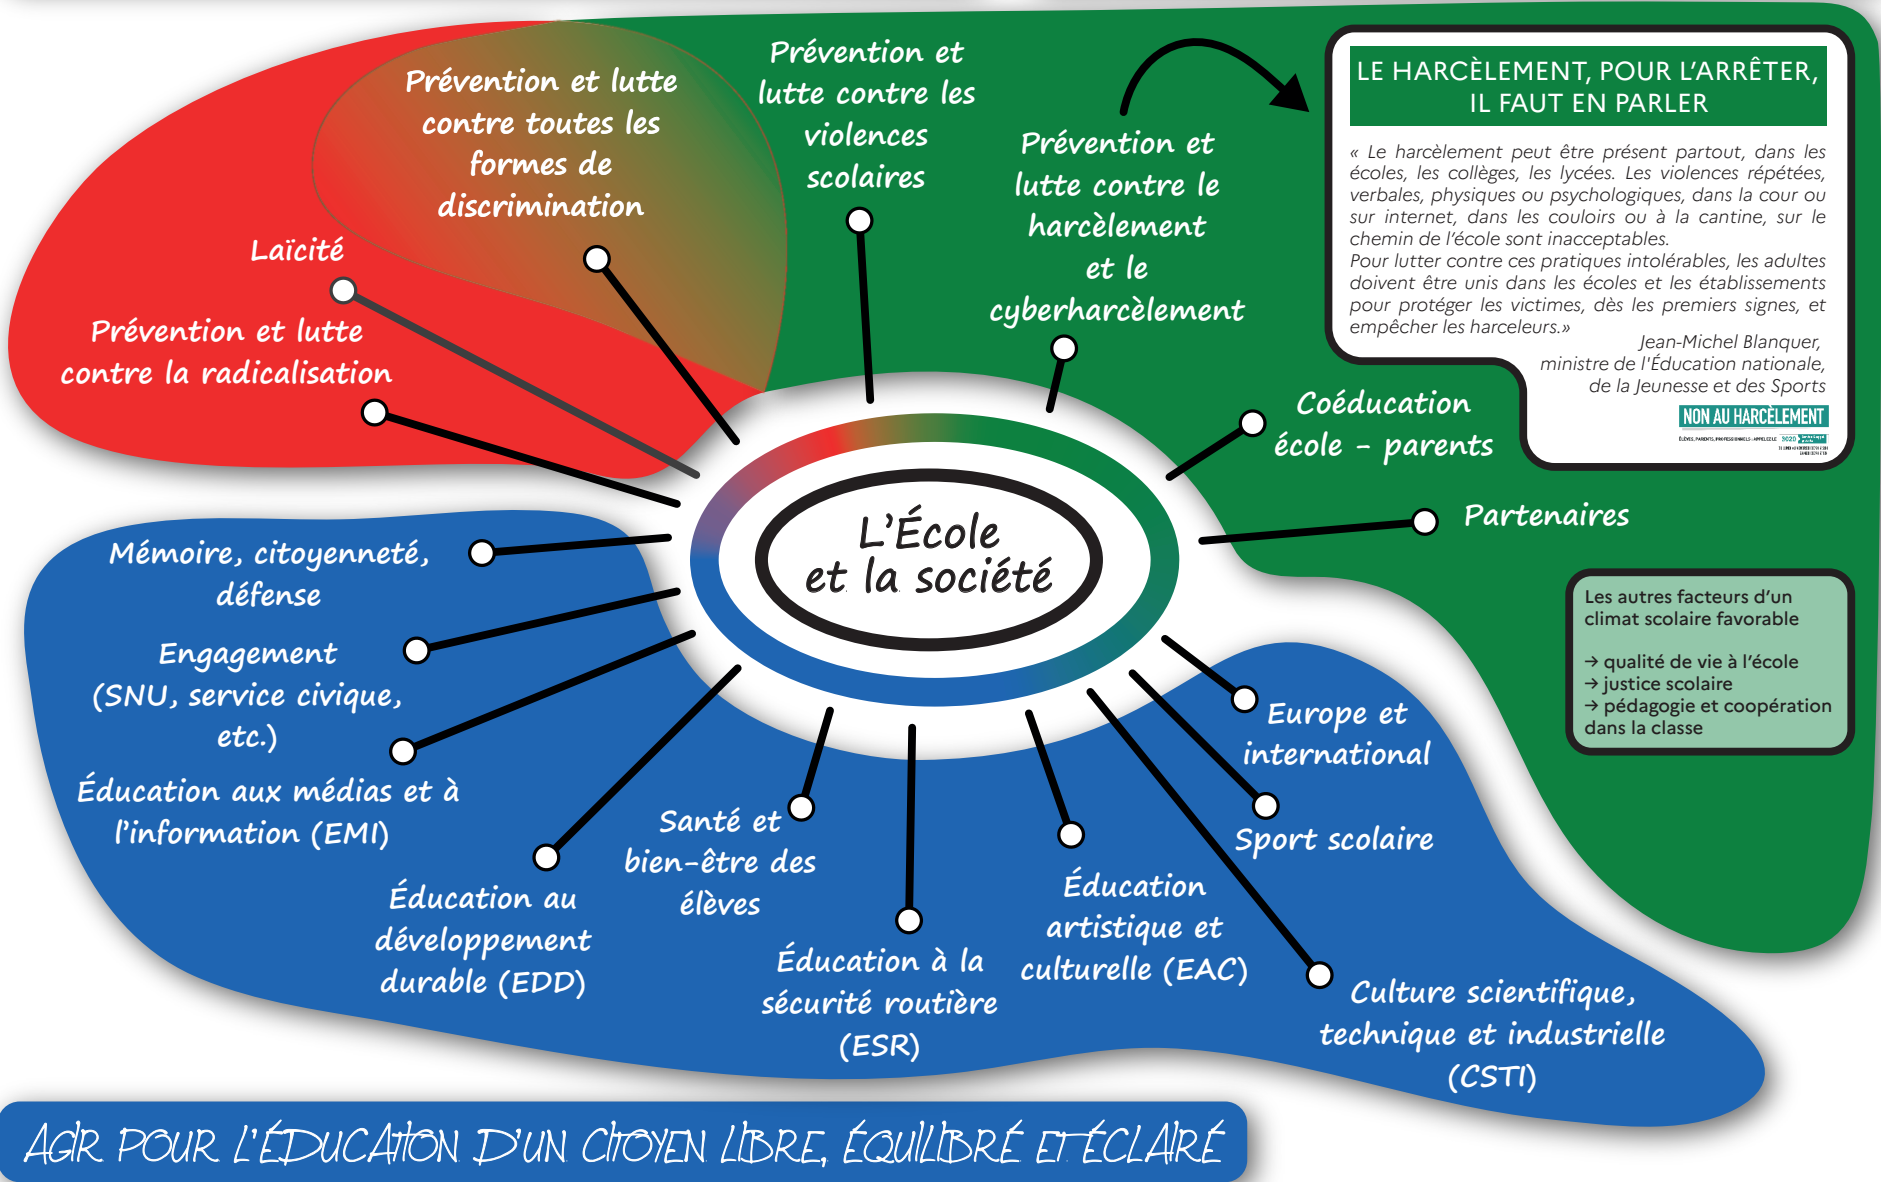 Prévention et lutte
contre toutes les
formes de
discrimination
Laïcité
Prévention et lutte
contre la radicalisation
Prévention et
lutte contre les
violences
scolaires
Prévention et
lutte contre le
harcèlement
et le
cyberharcèlement
LE HARCÈLEMENT, POUR L'ARRÊTER,
IL FAUT EN PARLER
« Le harcèlement peut être présent partout, dans les
écoles, les collèges, les lycées. Les violences répétées,
verbales, physiques ou psychologiques, dans la cour ou
sur internet, dans les couloirs ou à la cantine, sur le
chemin de l'école sont inacceptables.
Pour lutter contre ces pratiques intolérables, les adultes
doivent être unis dans les écoles et les établissements
pour protéger les victimes, dès les premiers signes, et
empêcher les harceleurs.»
Jean-Michel Blanquer,
ministre de l'Éducation nationale,
de la Jeunesse et des Sports
NON AU HARCÈLEMENT
ÉLÈVES, PARENTS, PROFESSIONNELS : APPELEZ LE 3020
Coéducation
école - parents
Partenaires
Les autres facteurs d'un
climat scolaire favorable
→ qualité de vie à l'école
→ justice scolaire
→ pédagogie et coopération
dans la classe
L'École
et la société
Mémoire, citoyenneté,
défense
Engagement
(SNU, service civique,
etc.)
Éducation aux médias et à
l'information (EMI)
Éducation au
développement
durable (EDD)
Santé et
bien-être des
élèves
Éducation à la
sécurité routière
(ESR)
Éducation
artistique et
culturelle (EAC)
Europe et
international
Sport scolaire
Culture scientifique,
technique et industrielle
(CSTI)
AGIR POUR L'ÉDUCATION D'UN CITOYEN LIBRE, ÉQUILIBRÉ ET ÉCLAIRÉ